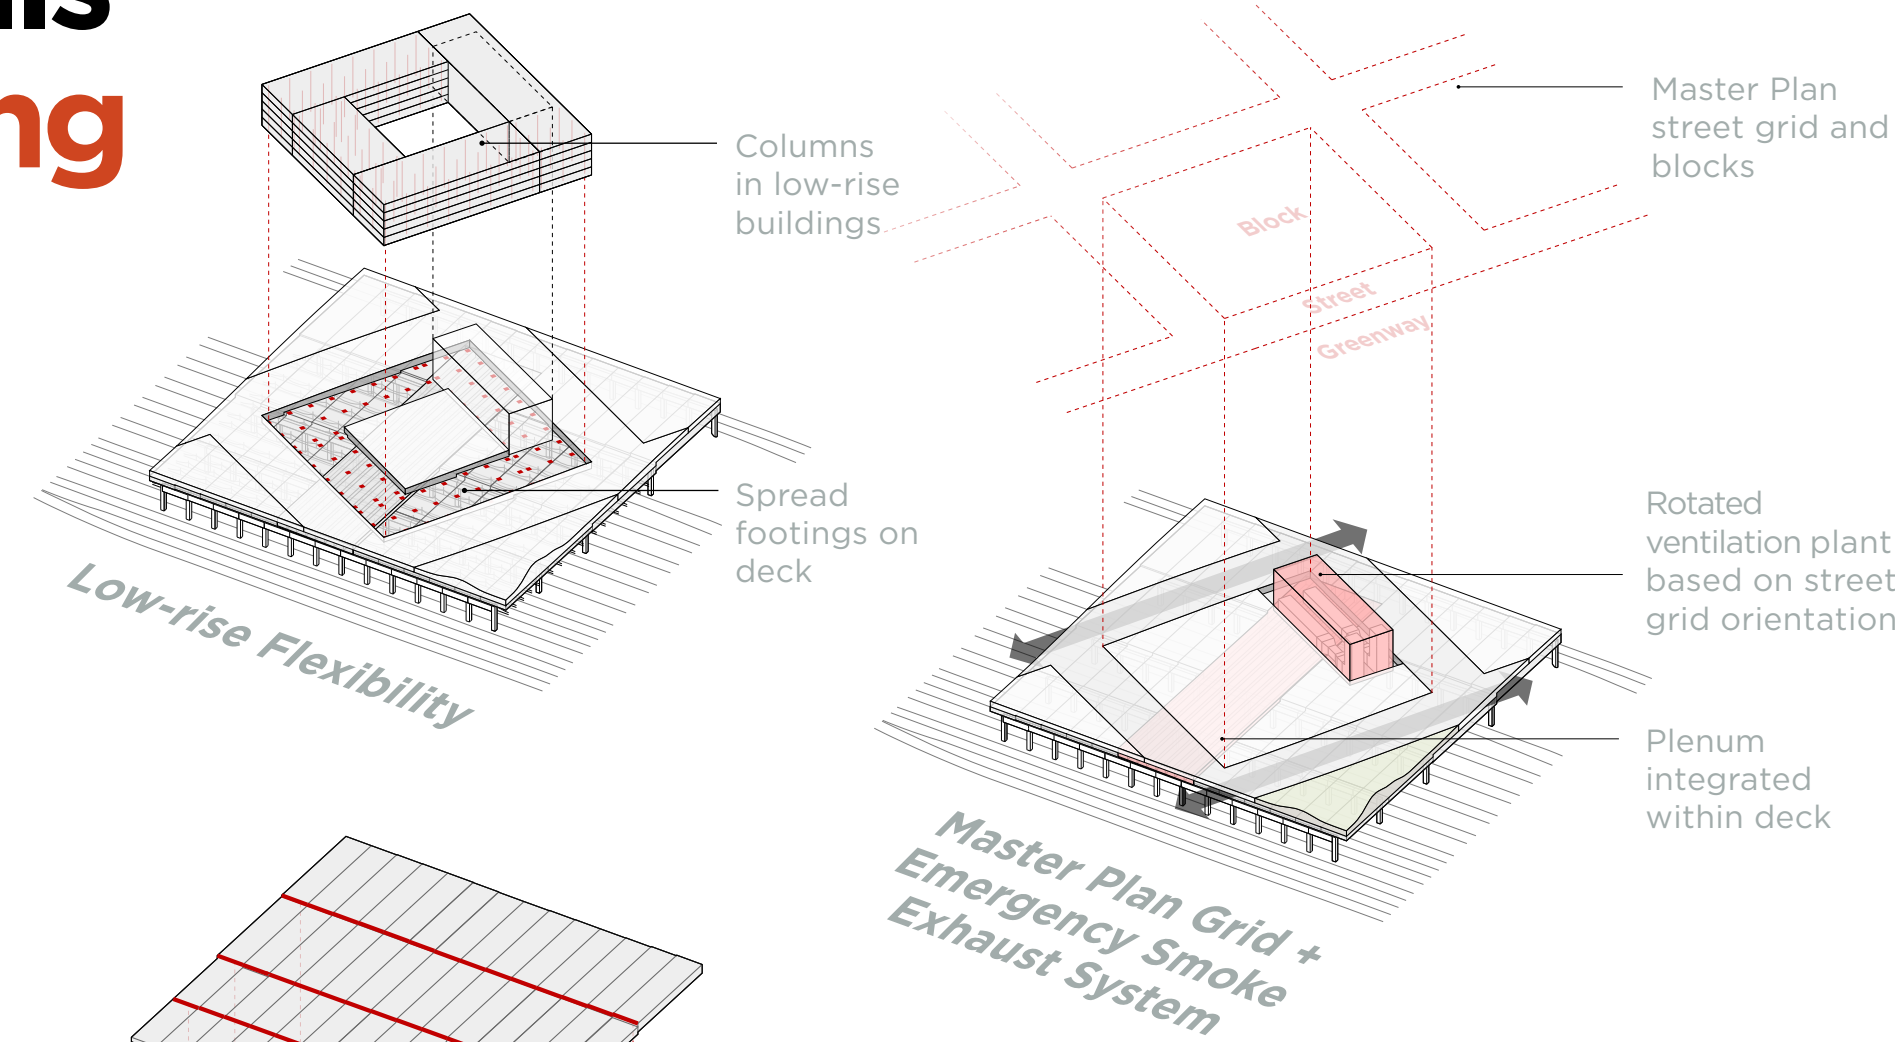 ng
Columns
in low-rise
buildings
Master Plan
street grid and
blocks
Block
Street
Greenway
Spread
footings on
deck
Low-rise Flexibility
Rotated
ventilation plant
based on street
grid orientation
Plenum
integrated
within deck
Master Plan Grid +
Emergency Smoke
Exhaust System